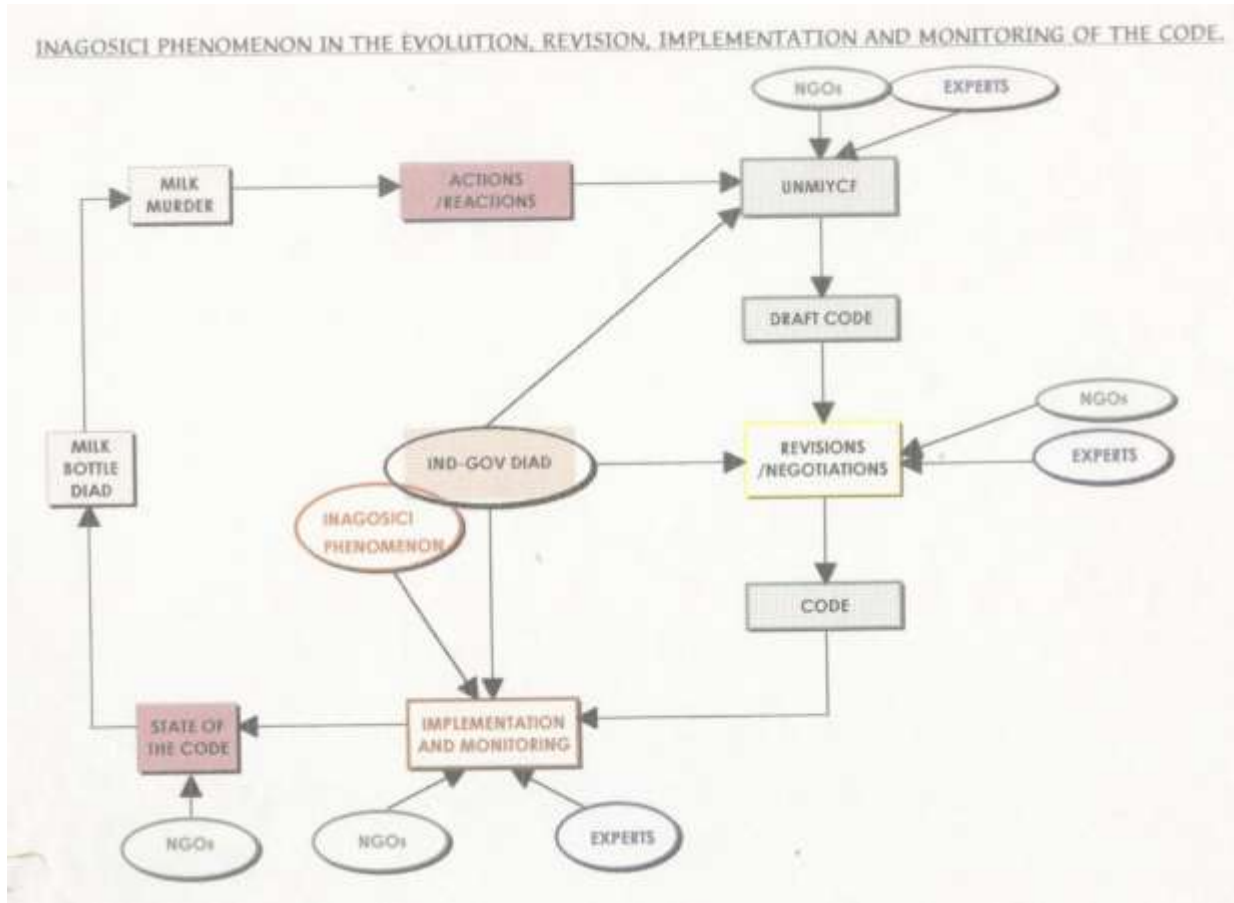 INAGOSICI PHENOMENON IN THE EVOLUTION, REVISION, IMPLEMENTATION AND MONITORING OF THE CODE.
NGOs
EXPERTS
MILK
MURDER
ACTIONS
/REACTIONS
UNMIYCF
DRAFT CODE
NGOs
MILK
BOTTLE
DIAD
IND-GOV DIAD
REVISIONS
/NEGOTIATIONS
EXPERTS
INAGOSICI
PHENOMENON
CODE
STATE OF
THE CODE
IMPLEMENTATION
AND MONITORING
NGOs
NGOs
EXPERTS